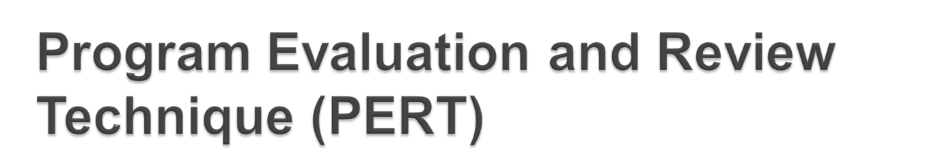 Program Evaluation and Review
Technique (PERT)